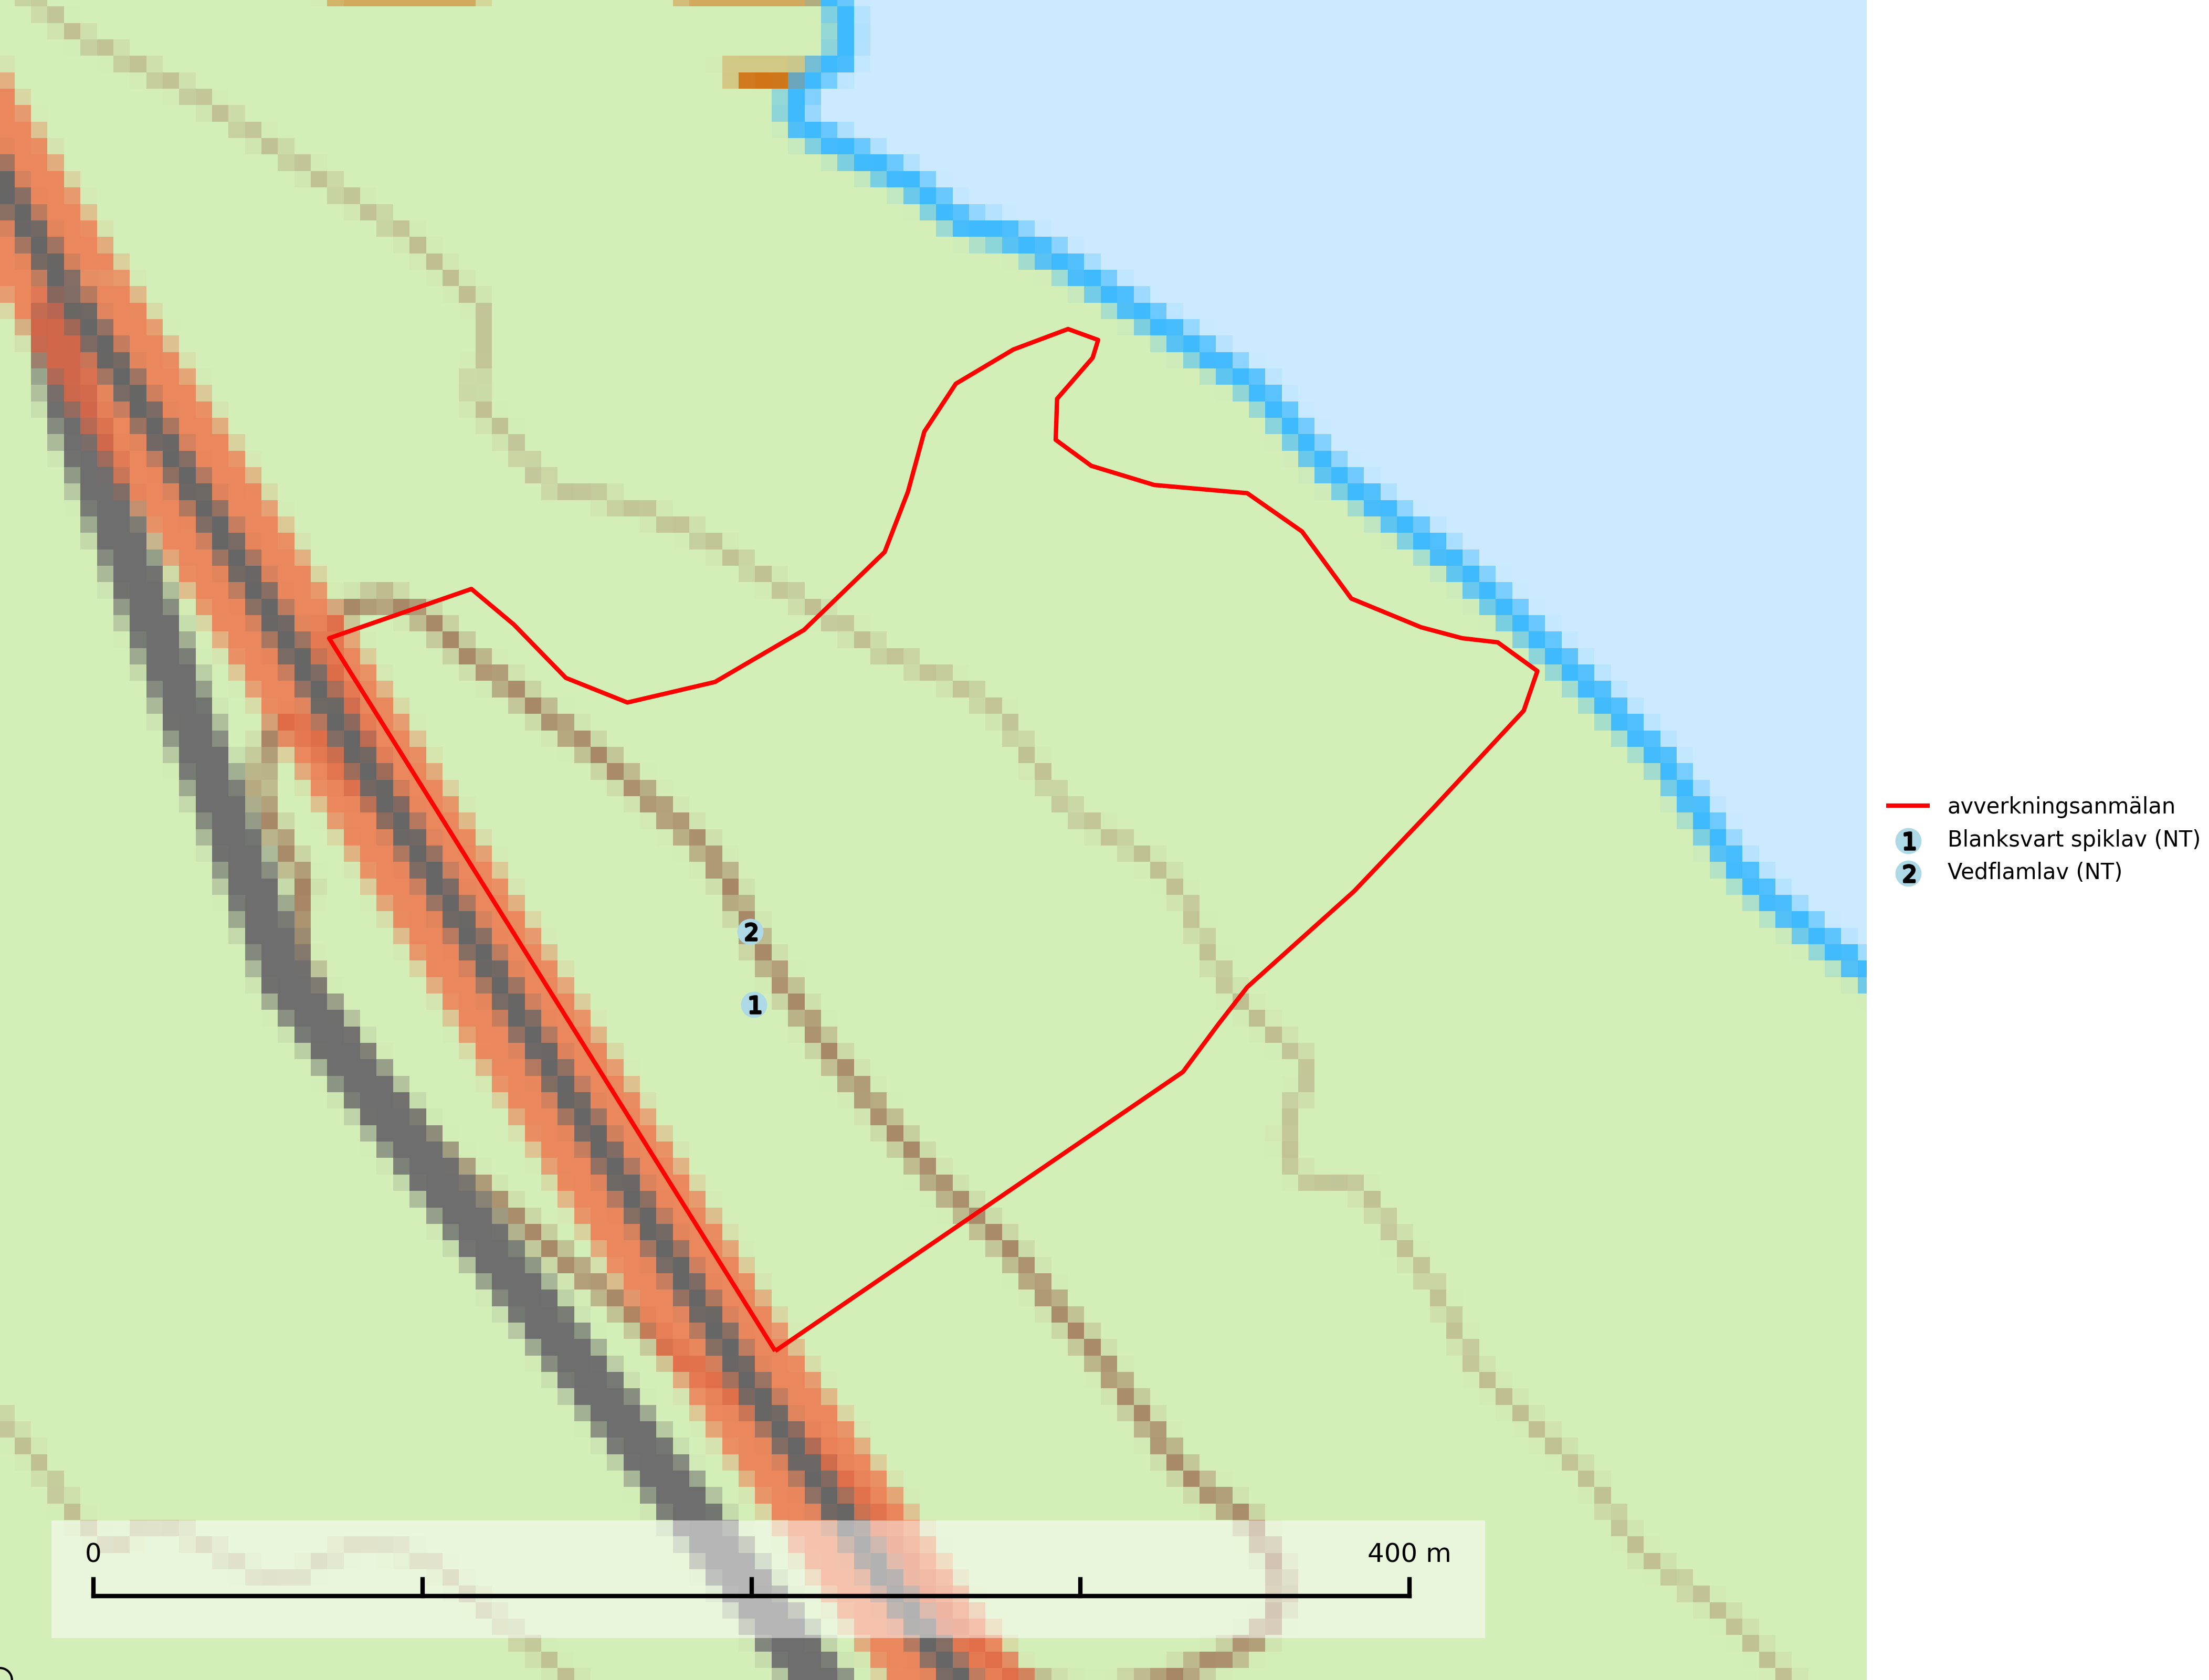 avverkningsanmälan
1 Blanksvart spiklav (NT)
2 Vedflamlav (NT)
2
1
0 400 m